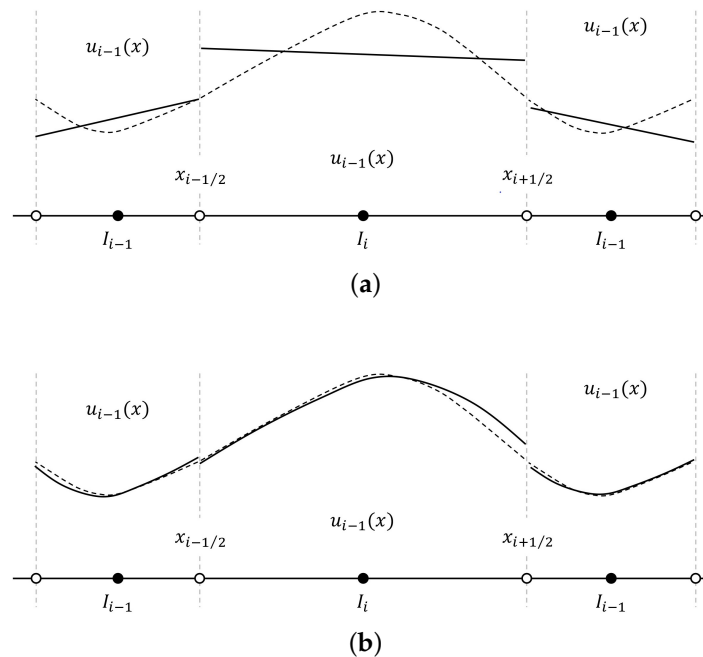 u_{i−1}(x)
u_{i−1}(x)
u_{i−1}(x)
x_{i−1/2}
x_{i+1/2}
I_{i−1}
I_i
I_{i−1}
(a)
u_{i−1}(x)
u_{i−1}(x)
u_{i−1}(x)
x_{i−1/2}
x_{i+1/2}
I_{i−1}
I_i
I_{i−1}
(b)